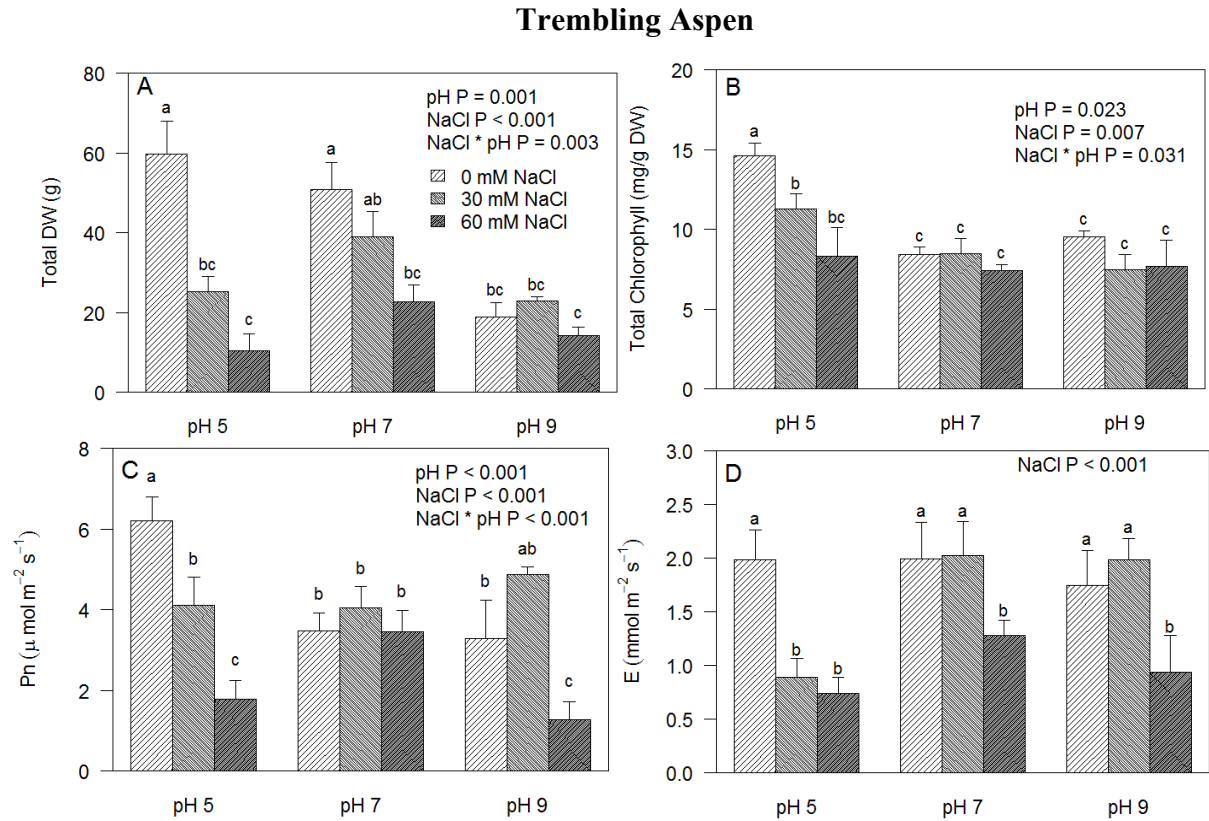 Trembling Aspen
A
pH P = 0.001
NaCl P < 0.001
NaCl * pH P = 0.003
0 mM NaCl
30 mM NaCl
60 mM NaCl
Total DW (g)
80
60
40
20
0
a
bc
c
a
ab
bc
bc
bc
c
pH 5
pH 7
pH 9
B
pH P = 0.023
NaCl P = 0.007
NaCl * pH P = 0.031
Total Chlorophyll (mg/g DW)
20
15
10
5
0
a
b
bc
c
c
c
c
c
c
pH 5
pH 7
pH 9
C
pH P < 0.001
NaCl P < 0.001
NaCl * pH P < 0.001
Pn (μ mol m⁻² s⁻¹)
8
6
4
2
0
a
b
c
b
b
b
b
ab
c
pH 5
pH 7
pH 9
D
NaCl P < 0.001
E (mmol m⁻² s⁻¹)
3.0
2.5
2.0
1.5
1.0
0.5
0.0
a
b
b
a
a
b
a
a
b
pH 5
pH 7
pH 9